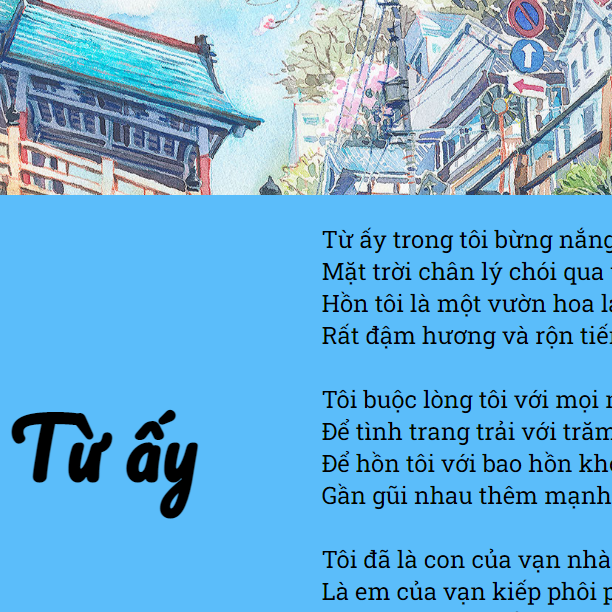 Từ ấy
Từ ấy trong tôi bừng nắng
Mặt trời chân lý chói qua
Hồn tôi là một vườn hoa
Rất đậm hương và rộn
Tôi buộc lòng tôi với mọi
Để tình trang trải với trăm
Để hồn tôi với bao hồn
Gần gũi nhau thêm mạnh
Tôi đã là con của vạn nhà
Là em của vạn kiếp phôi